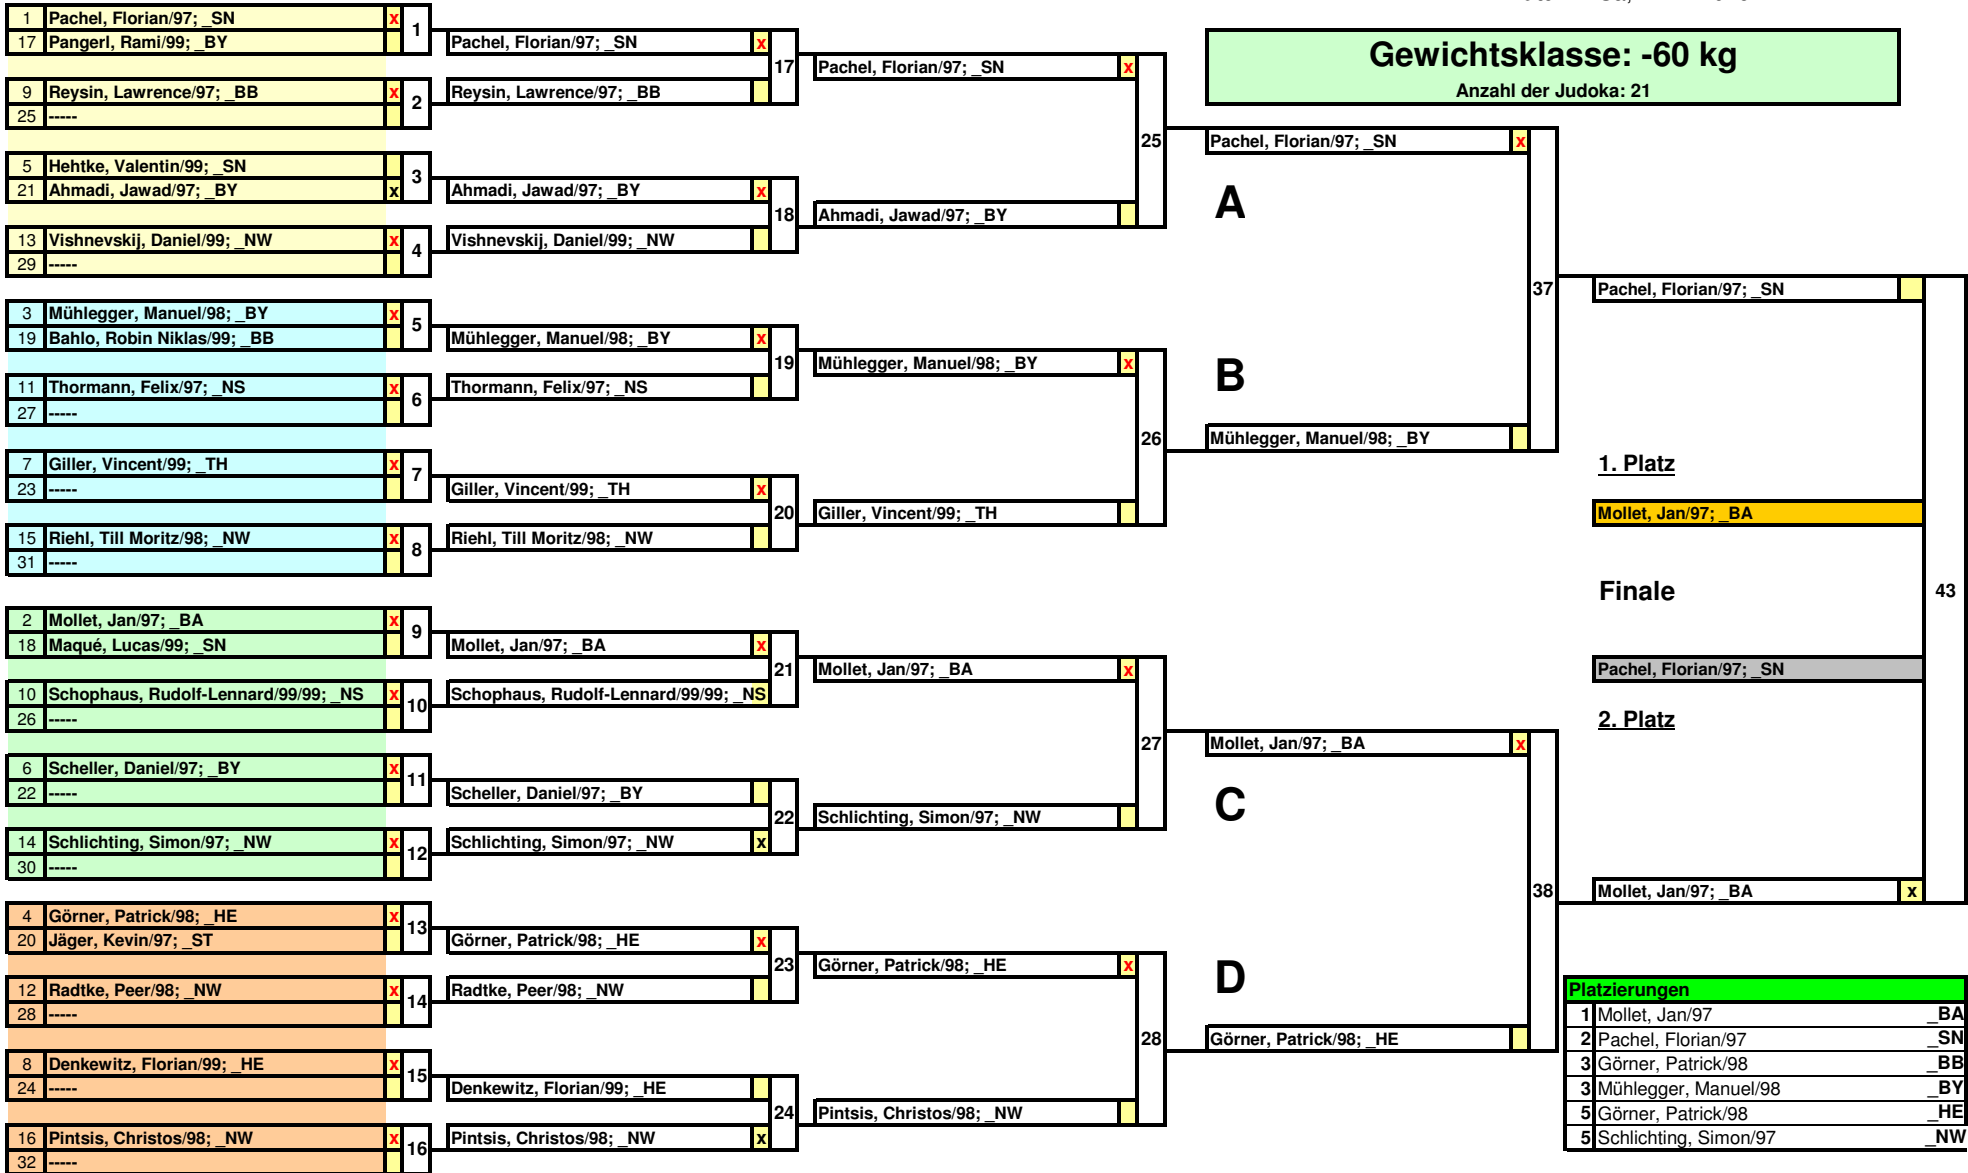 Gewichtsklasse: -60 kg
Anzahl der Judoka: 21
1 Pachel, Florian/97; _SN x
17 Pangerl, Rami/99; _BY
1
9 Reysin, Lawrence/97; _BB x
25 -----
2
5 Hehtke, Valentin/99; _SN
21 Ahmadi, Jawad/97; _BY x
3
13 Vishnevskij, Daniel/99; _NW x
29 -----
4
3 Mühlegger, Manuel/98; _BY x
19 Bahlo, Robin Niklas/99; _BB
5
11 Thormann, Felix/97; _NS x
27 -----
6
7 Giller, Vincent/99; _TH x
23 -----
7
15 Riehl, Till Moritz/98; _NW x
31 -----
8
2 Mollet, Jan/97; _BA x
18 Maqué, Lucas/99; _SN
9
10 Schophaus, Rudolf-Lennard/99/99; _NS x
26 -----
10
6 Scheller, Daniel/97; _BY x
22 -----
11
14 Schlichting, Simon/97; _NW x
30 -----
12
4 Görner, Patrick/98; _HE x
20 Jäger, Kevin/97; _ST
13
12 Radtke, Peer/98; _NW x
28 -----
14
8 Denkewitz, Florian/99; _HE x
24 -----
15
16 Pintsis, Christos/98; _NW x
32 -----
16
Pachel, Florian/97; _SN x
17
Reysin, Lawrence/97; _BB
Ahmadi, Jawad/97; _BY x
18
Vishnevskij, Daniel/99; _NW
Mühlegger, Manuel/98; _BY x
19
Thormann, Felix/97; _NS
Giller, Vincent/99; _TH x
20
Riehl, Till Moritz/98; _NW
Mollet, Jan/97; _BA x
21
Schophaus, Rudolf-Lennard/99/99; _NS
Scheller, Daniel/97; _BY
22
Schlichting, Simon/97; _NW x
Görner, Patrick/98; _HE x
23
Radtke, Peer/98; _NW
Denkewitz, Florian/99; _HE
24
Pintsis, Christos/98; _NW x
Pachel, Florian/97; _SN x
25
Ahmadi, Jawad/97; _BY
Mühlegger, Manuel/98; _BY x
26
Giller, Vincent/99; _TH
Mollet, Jan/97; _BA x
27
Schlichting, Simon/97; _NW
Görner, Patrick/98; _HE x
28
Pintsis, Christos/98; _NW
Pachel, Florian/97; _SN x
A
37
B
Mühlegger, Manuel/98; _BY
Mollet, Jan/97; _BA x
C
38
D
Görner, Patrick/98; _HE
Pachel, Florian/97; _SN
1. Platz
Mollet, Jan/97; _BA
Finale
43
Pachel, Florian/97; _SN
2. Platz
Mollet, Jan/97; _BA x
Platzierungen
1 Mollet, Jan/97 _BA
2 Pachel, Florian/97 _SN
3 Görner, Patrick/98 _BB
3 Mühlegger, Manuel/98 _BY
5 Görner, Patrick/98 _HE
5 Schlichting, Simon/97 _NW